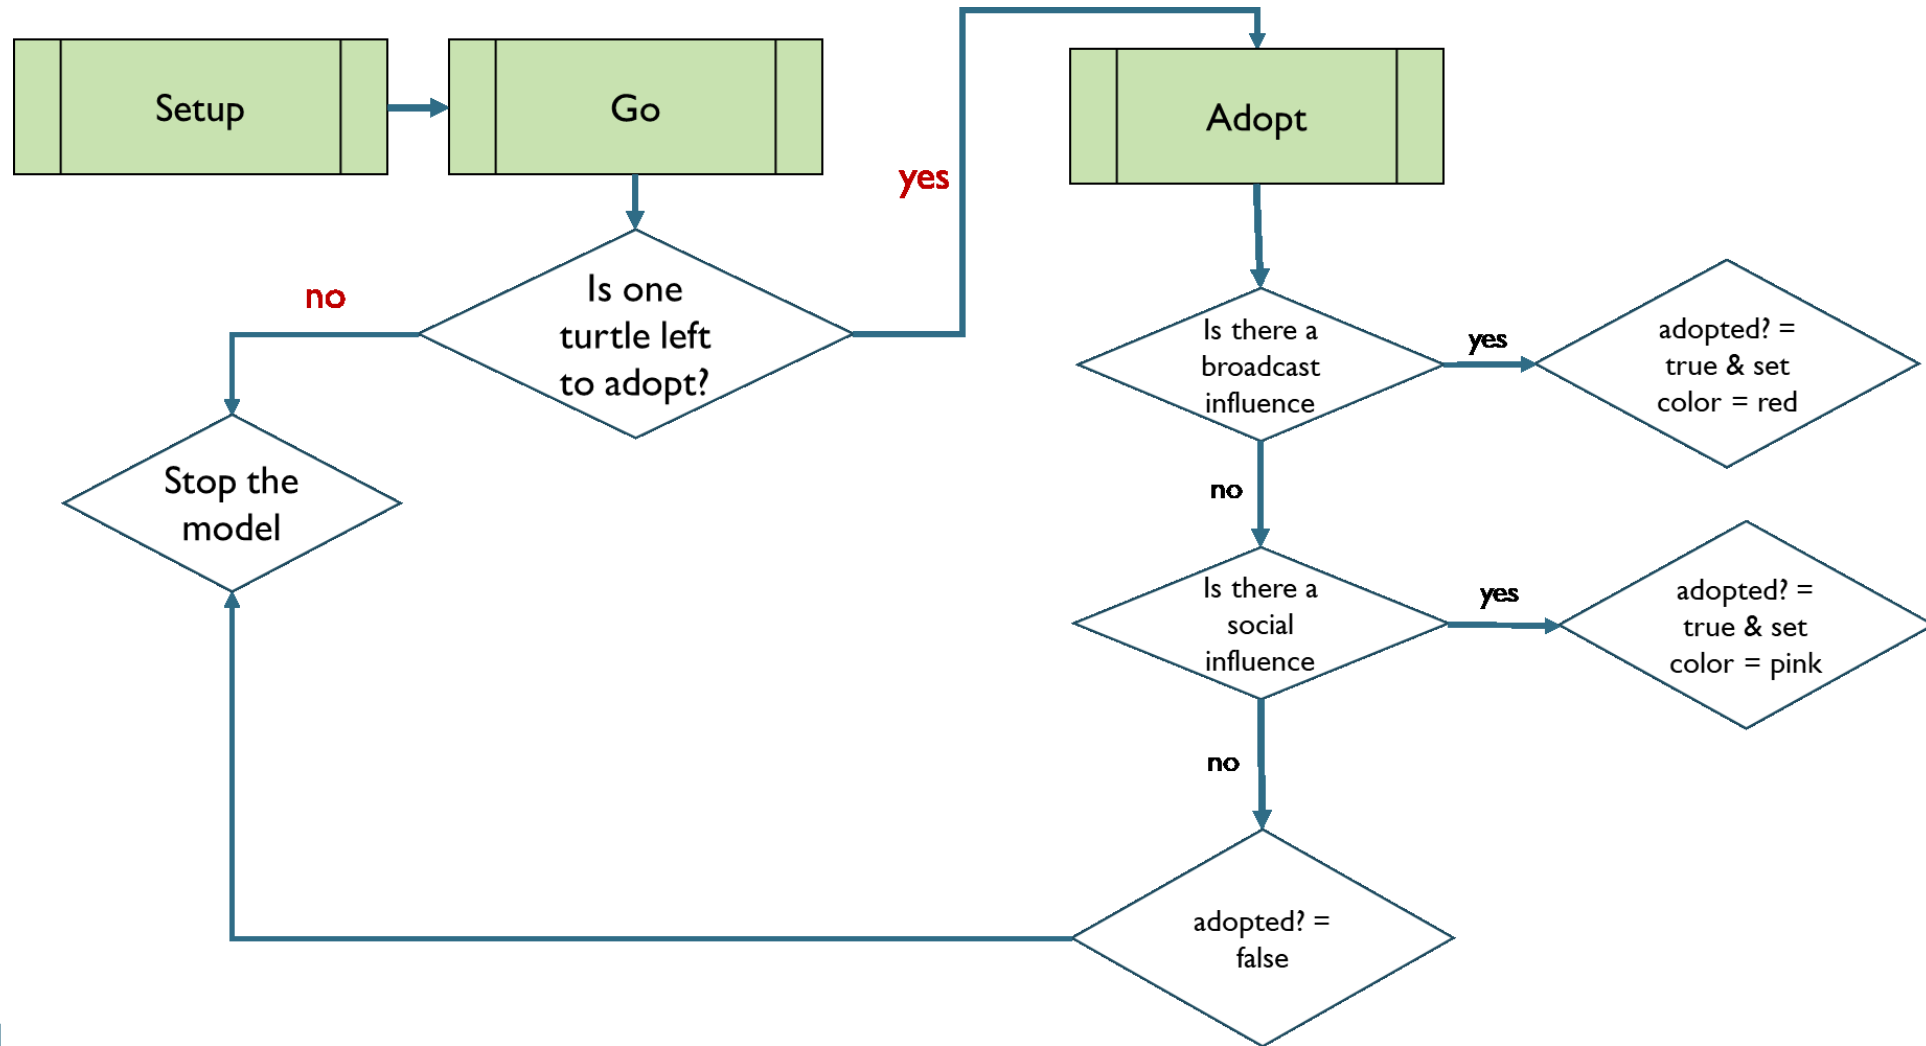 Setup
Go
Adopt
yes
no
Is one
turtle left
to adopt?
Stop the
model
Is there a
broadcast
influence
yes
adopted? =
true & set
color = red
no
Is there a
social
influence
yes
adopted? =
true & set
color = pink
no
adopted? =
false